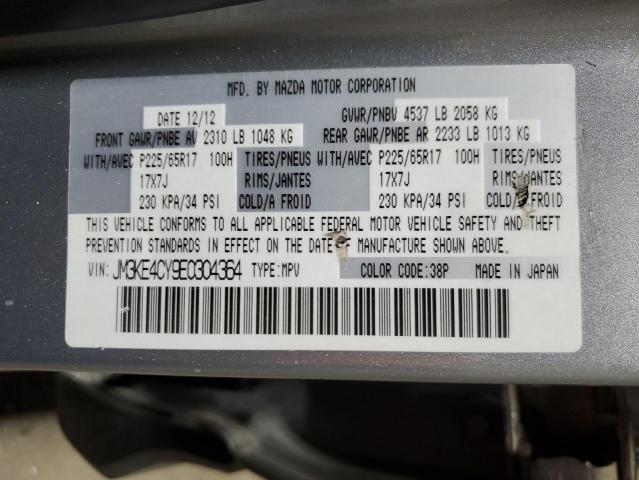 MFD. BY MAZDA MOTOR CORPORATION
DATE 12/12 GVWR/PNBV 4537 LB 2058 KG
FRONT GAWR/PNBE AV 2310 LB 1048 KG REAR GAWR/PNBE AR 2233 LB 1013 KG
WITH/AVEC P225/65R17 100H TIRES/PNEUS WITH/AVEC P225/65R17 100H TIRES/PNEUS
17X7J RIMS/JANTES 17X7J RIMS/JANTES
230 KPA/34 PSI COLD/A FROID 230 KPA/34 PSI COLD/A FROID
THIS VEHICLE CONFORMS TO ALL APPLICABLE FEDERAL MOTOR VEHICLE SAFETY AND THEFT
PREVENTION STANDARDS IN EFFECT ON THE DATE OF MANUFACTURE SHOWN ABOVE.
VIN: JM3KE4CY9E0304364 TYPE:MPV COLOR CODE:38P MADE IN JAPAN